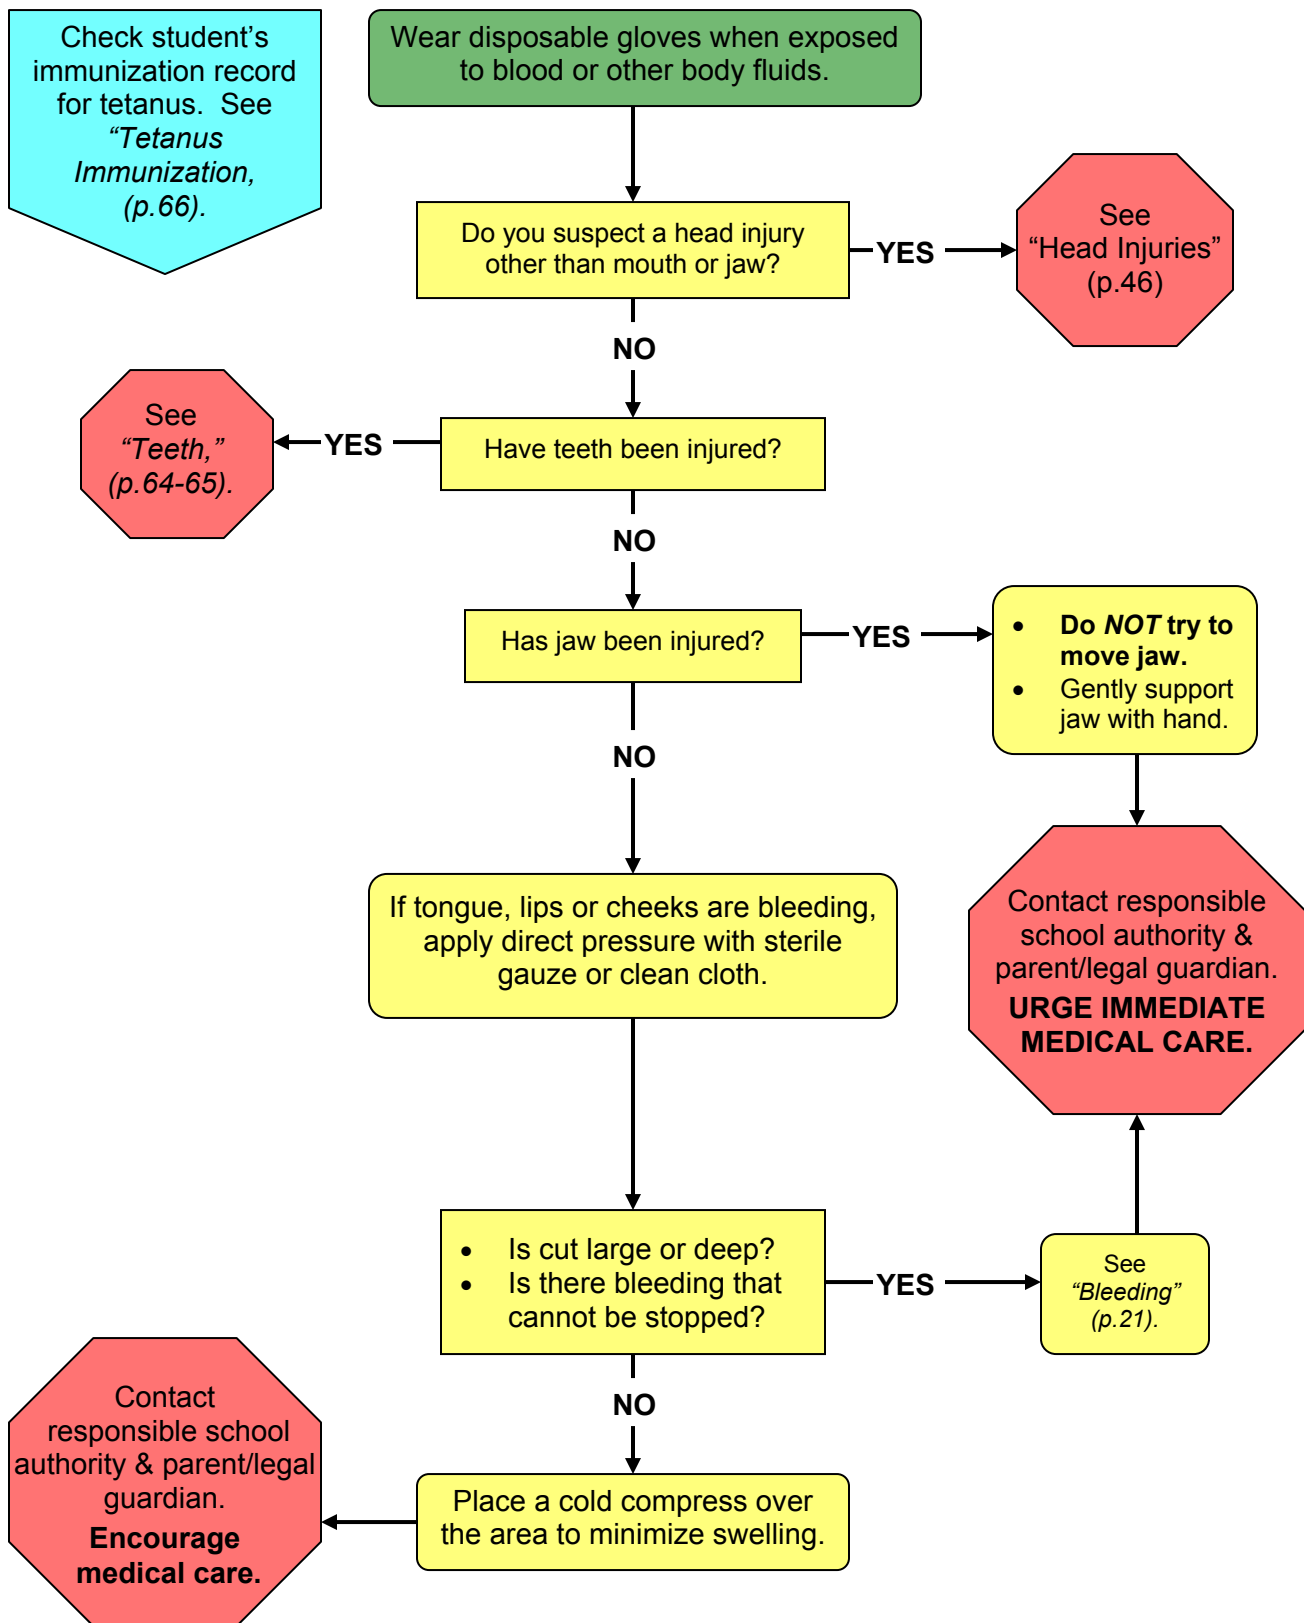 Check student’s
immunization record
for tetanus.  See
“Tetanus
Immunization,
(p.66).
Wear disposable gloves when exposed
to blood or other body fluids.
Do you suspect a head injury
other than mouth or jaw?
YES
See
“Head Injuries”
(p.46)
NO
See
“Teeth,”
(p.64-65).
YES
Have teeth been injured?
NO
Has jaw been injured?
YES
• Do NOT try to
move jaw.
• Gently support
jaw with hand.
NO
If tongue, lips or cheeks are bleeding,
apply direct pressure with sterile
gauze or clean cloth.
Contact responsible
school authority &
parent/legal guardian.
URGE IMMEDIATE
MEDICAL CARE.
• Is cut large or deep?
• Is there bleeding that
cannot be stopped?
YES
See
“Bleeding”
(p.21).
NO
Place a cold compress over
the area to minimize swelling.
Contact
responsible school
authority & parent/legal
guardian.
Encourage
medical care.